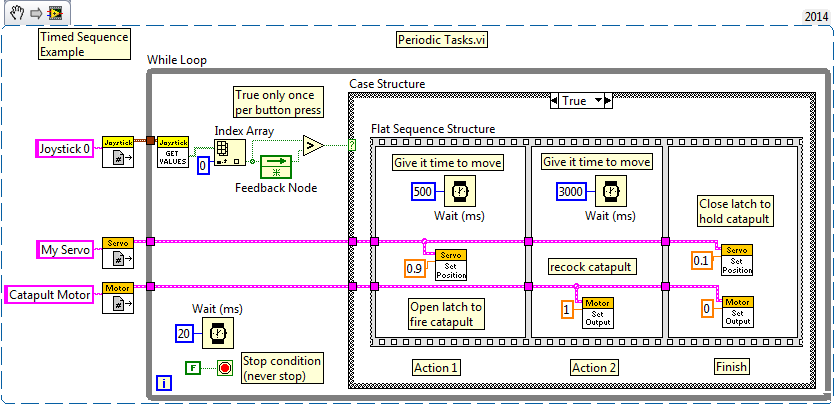 2014
Timed Sequence
Example
Periodic Tasks.vi
While Loop
Case Structure
True only once
per button press
True
Index Array
Flat Sequence Structure
Joystick 0
Joystick
#
Joystick
GET
VALUES
0
>
?
Feedback Node
Give it time to move
500
Wait (ms)
Give it time to move
3000
Wait (ms)
Close latch to
hold catapult
My Servo
Servo
#
0.9
Servo
Set
Position
recock catapult
0.1
Servo
Set
Position
Catapult Motor
Motor
#
Open latch to
fire catapult
1
Motor
Set
Output
0
Motor
Set
Output
Wait (ms)
20
F
Stop condition
(never stop)
i
Action 1
Action 2
Finish